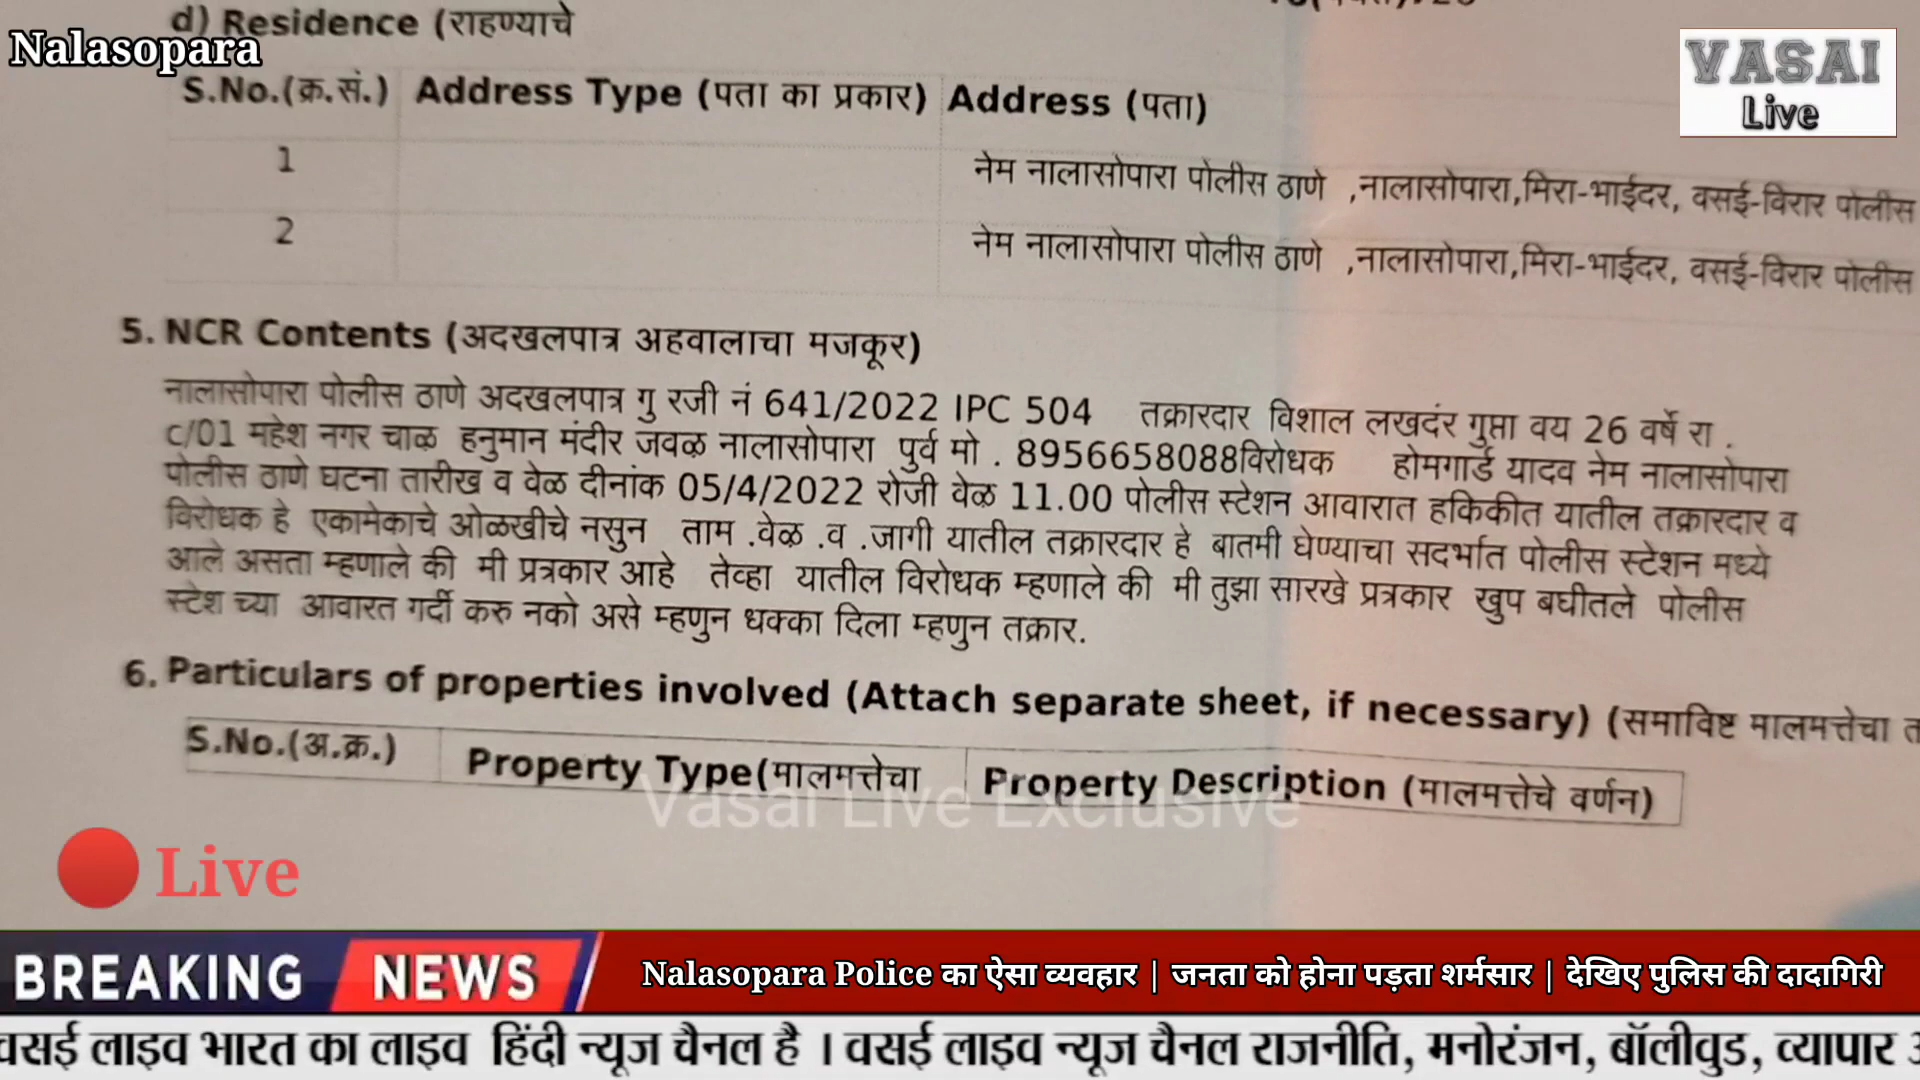 d) Residence (राहण्याचे
Nalasopara
VASAI
Live
S.No.(क्र.सं.) Address Type (पता का प्रकार) Address (पता)
1 नेम नालासोपारा पोलीस ठाणे ,नालासोपारा,मिरा-भाईदर, वसई-विरार पोलीस
2 नेम नालासोपारा पोलीस ठाणे ,नालासोपारा,मिरा-भाईदर, वसई-विरार पोलीस
5. NCR Contents (अदखलपात्र अहवालाचा मजकूर)
नालासोपारा पोलीस ठाणे अदखलपात्र गु रजी नं 641/2022 IPC 504 तक्रारदार विशाल लखदंर गुप्ता वय 26 वर्षे रा .
c/01 महेश नगर चाळ हनुमान मंदीर जवळ नालासोपारा पुर्व मो . 8956658088विरोधक होमगार्ड यादव नेम नालासोपारा
पोलीस ठाणे घटना तारीख व वेळ दीनांक 05/4/2022 रोजी वेळ 11.00 पोलीस स्टेशन आवारात हकिकीत यातील तक्रारदार व
विरोधक हे एकामेकाचे ओळखीचे नसुन ताम .वेळ .व .जागी यातील तक्रारदार हे बातमी घेण्याचा सदर्भात पोलीस स्टेशन मध्ये
आले असता म्हणाले की मी प्रत्रकार आहे तेव्हा यातील विरोधक म्हणाले की मी तुझा सारखे प्रत्रकार खुप बघीतले पोलीस
स्टेश च्या आवारत गर्दी करु नको असे म्हणुन धक्का दिला म्हणुन तक्रार.
6. Particulars of properties involved (Attach separate sheet, if necessary) (समाविष्ट मालमत्तेचा त
S.No.(अ.क्र.) Property Type(मालमत्तेचा Property Description (मालमत्तेचे वर्णन)
Vasai Live Exclusive
Live
BREAKING NEWS Nalasopara Police का ऐसा व्यवहार | जनता को होना पड़ता शर्मसार | देखिए पुलिस की दादागिरी
वसई लाइव भारत का लाइव हिंदी न्यूज चैनल है । वसई लाइव न्यूज चैनल राजनीति, मनोरंजन, बॉलीवुड, व्यापार